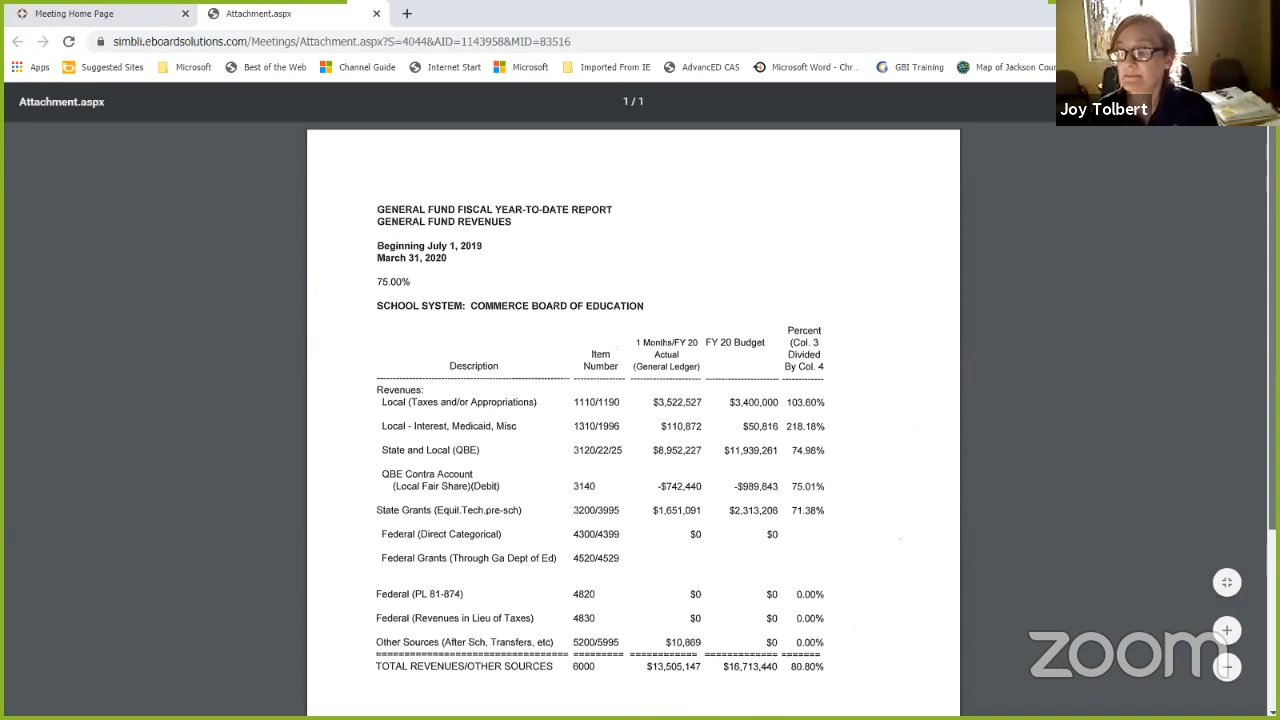 Meeting Home Page
Attachment.aspx
simbli.eboardsolutions.com/Meetings/Attachment.aspx?S=4044&AID=1143958&MID=83516
Apps Suggested Sites Microsoft Best of the Web Channel Guide Internet Start Microsoft Imported From IE AdvancED CAS Microsoft Word - Chr... GBI Training Map of Jackson Cour
Attachment.aspx 1 / 1
Joy Tolbert
GENERAL FUND FISCAL YEAR-TO-DATE REPORT
GENERAL FUND REVENUES
Beginning July 1, 2019
March 31, 2020
75.00%
SCHOOL SYSTEM: COMMERCE BOARD OF EDUCATION
Percent
1 Months/FY 20 FY 20 Budget (Col. 3
Item Actual Divided
Description Number (General Ledger) By Col. 4
Revenues:
Local (Taxes and/or Appropriations) 1110/1190 $3,522,527 $3,400,000 103.60%
Local - Interest, Medicaid, Misc 1310/1996 $110,872 $50,816 218.18%
State and Local (QBE) 3120/22/25 $8,952,227 $11,939,261 74.98%
QBE Contra Account
(Local Fair Share)(Debit) 3140 -$742,440 -$989,843 75.01%
State Grants (Equil.Tech.pre-sch) 3200/3995 $1,651,091 $2,313,206 71.38%
Federal (Direct Categorical) 4300/4399 $0 $0
Federal Grants (Through Ga Dept of Ed) 4520/4529
Federal (PL 81-874) 4820 $0 $0 0.00%
Federal (Revenues in Lieu of Taxes) 4830 $0 $0 0.00%
Other Sources (After Sch, Transfers, etc) 5200/5995 $10,869 $0 0.00%
TOTAL REVENUES/OTHER SOURCES 6000 $13,505,147 $16,713,440 80.80%
zoom